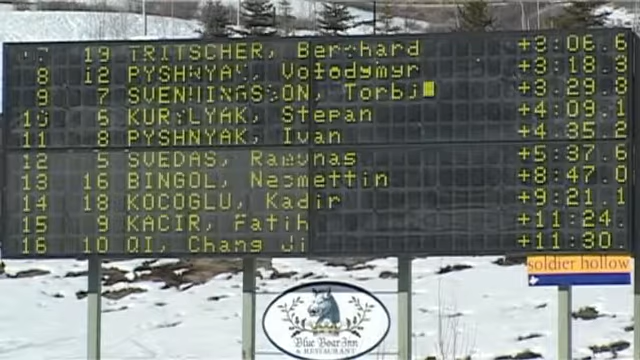 19 TRITSCHER, Bernhard +3:06.6
8 12 PYSHNYAK, Volodymyr +3:18.3
9 7 SVENNINGSSON, Torbj +3:29.8
10 6 KURYLYAK, Stepan +4:09.1
11 8 PYSHNYAK, Ivan +4:35.2
12 5 SVEDAS, Ramunas +5:37.6
13 16 BINGOL, Necmettin +8:47.0
14 18 KOCOGLU, Kadir +9:21.1
15 9 KACIR, Fatih +11:24.
16 10 QI, Chang Ji +11:30.
soldier hollow
Blue Boar Inn
& RESTAURANT